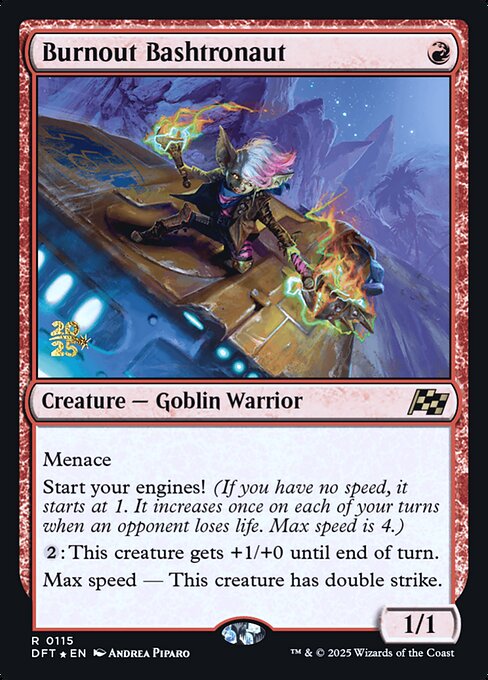 Burnout Bashtronaut
20
25
Creature — Goblin Warrior
Menace
Start your engines! (If you have no speed, it
starts at 1. It increases once on each of your turns
when an opponent loses life. Max speed is 4.)
2: This creature gets +1/+0 until end of turn.
Max speed — This creature has double strike.
1/1
R 0115
DFT ★ EN Andrea Piparo
™ & © 2025 Wizards of the Coast